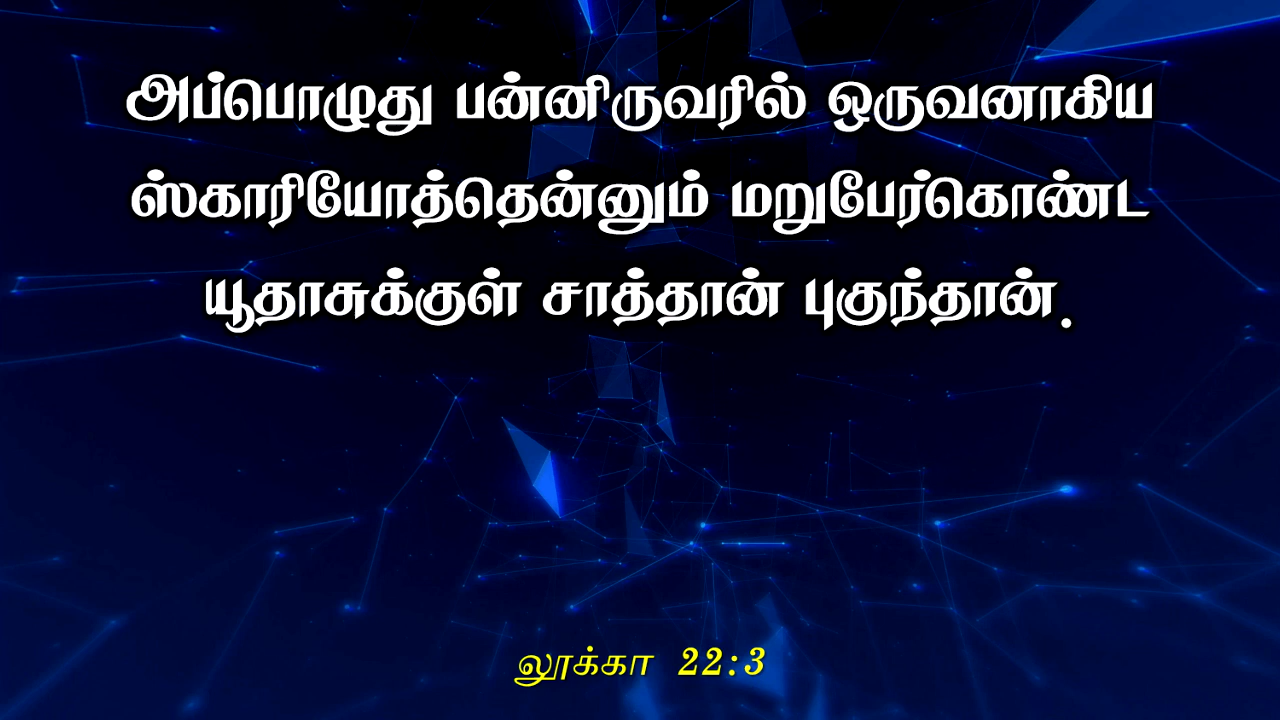 அப்பொழுது பன்னிருவரில் ஒருவனாகிய
ஸ்காரியோத்தென்னும் மறுபேர்கொண்ட
யூதாசுக்குள் சாத்தான் புகுந்தான்.
லூக்கா 22:3